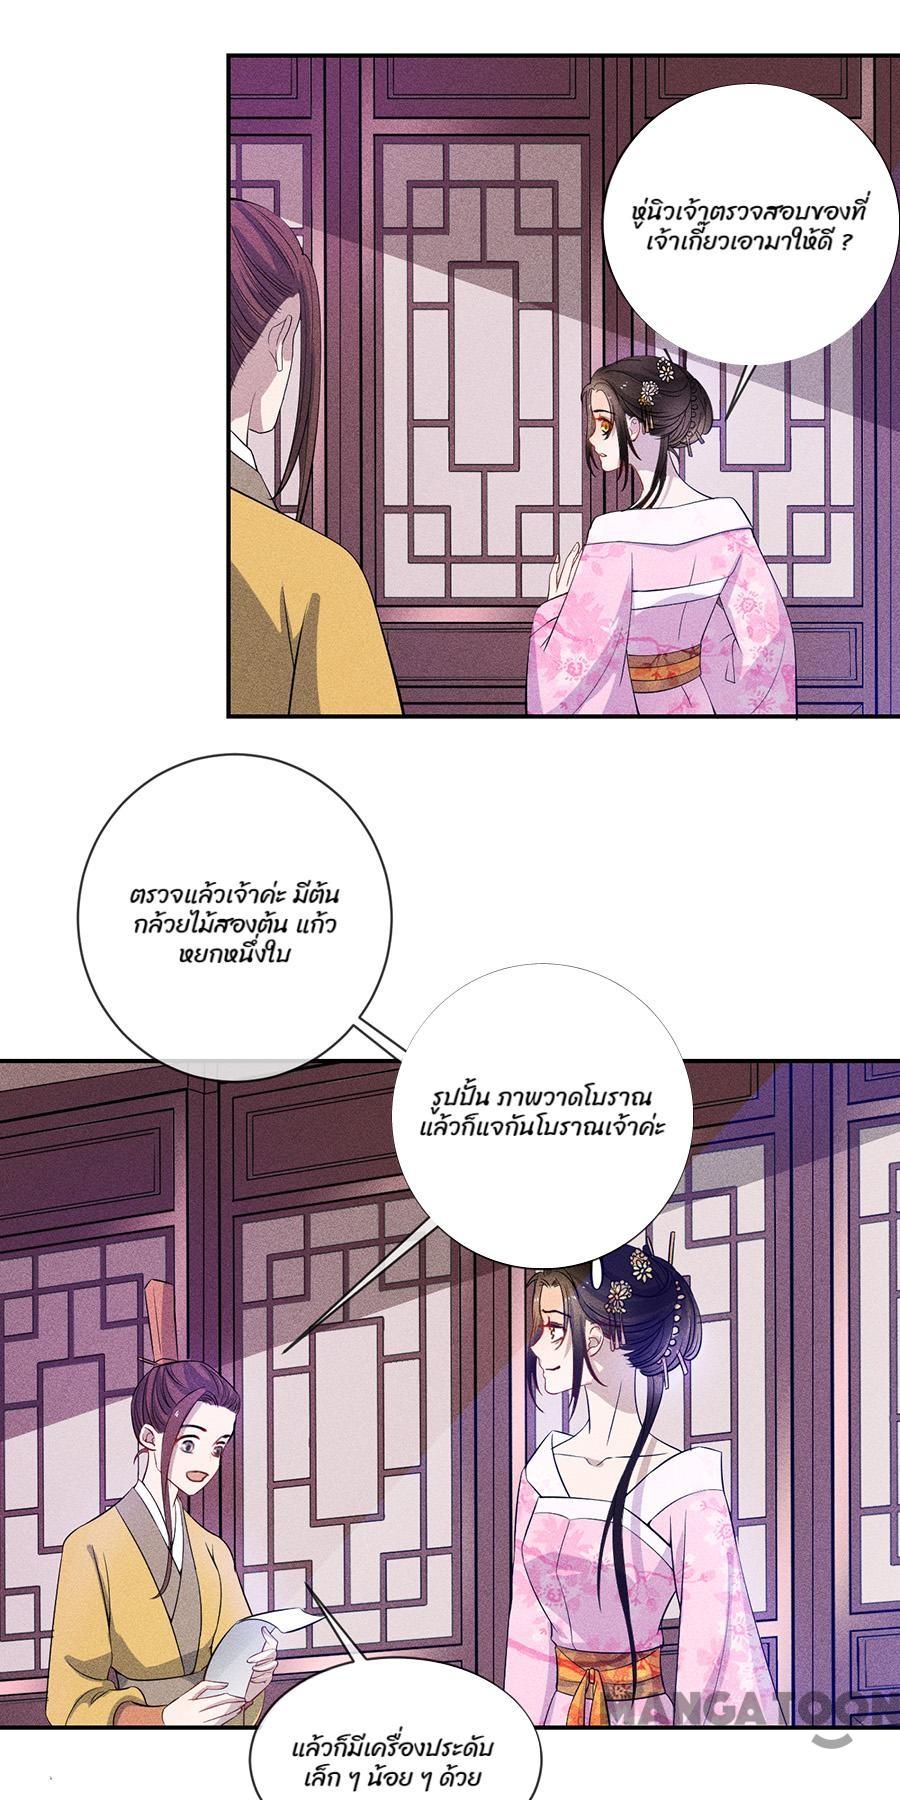 หู่นิวเจ้าตรวจสอบของที่
เจ้าเกี๊ยวเอามาให้ดี ?
ตรวจแล้วเจ้าค่ะ มีต้น
กล้วยไม้สองต้น แก้ว
หยกหนึ่งใบ
รูปปั้น ภาพวาดโบราณ
แล้วก็แจกันโบราณเจ้าค่ะ
MANGATOON
แล้วก็มีเครื่องประดับ
เล็ก ๆ น้อย ๆ ด้วย